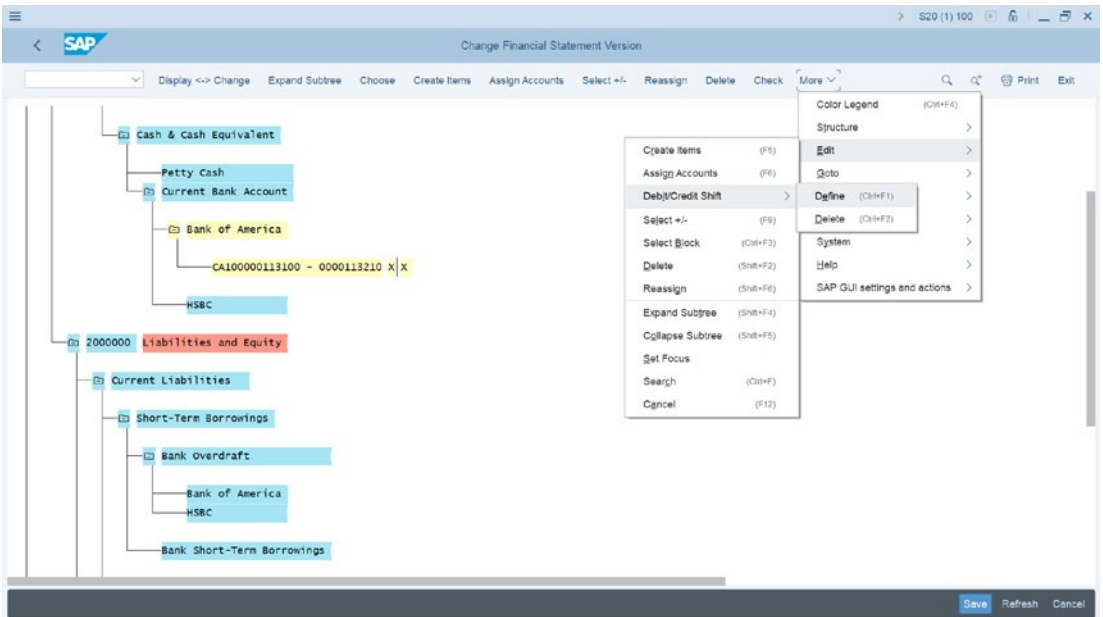 S20 (1) 100
SAP
Change Financial Statement Version
Display <-> Change Expand Subtree Choose Create Items Assign Accounts Select +/- Reassign Delete Check More Print Exit
Cash & Cash Equivalent
Petty Cash
Current Bank Account
Bank of America
CA100000113100 - 0000113210 X X
HSBC
2000000 Liabilities and Equity
Current Liabilities
Short-Term Borrowings
Bank Overdraft
Bank of America
HSBC
Bank Short-Term Borrowings
Create Items (F5)
Assign Accounts (F6)
Debit/Credit Shift
Select +/- (F9)
Select Block (Ctrl+F3)
Delete (Shift+F2)
Reassign (Shift+F6)
Expand Subtree (Shift+F4)
Collapse Subtree (Shift+F5)
Set Focus
Search (Ctrl+F)
Cancel (F12)
Color Legend (Ctrl+F4)
Structure
Edit
Goto
Define (Ctrl+F1)
Delete (Ctrl+F2)
System
Help
SAP GUI settings and actions
Save Refresh Cancel